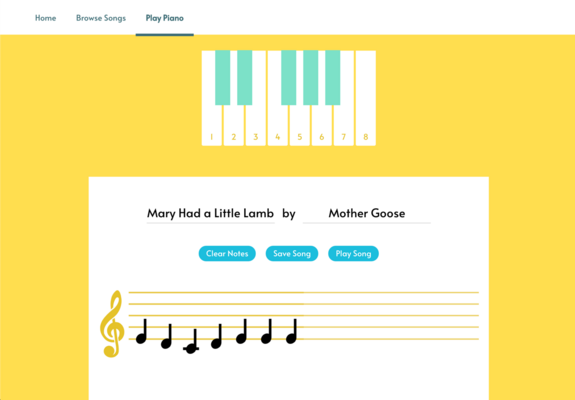 Home Browse Songs Play Piano
1 2 3 4 5 6 7 8
Mary Had a Little Lamb by Mother Goose
Clear Notes Save Song Play Song